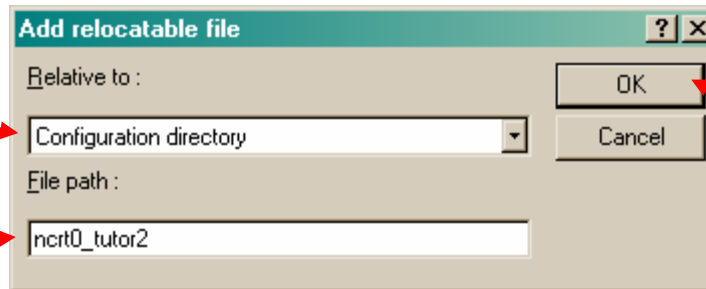 Add relocatable file
Relative to :
OK
Configuration directory
Cancel
File path :
ncrt0_tutor2